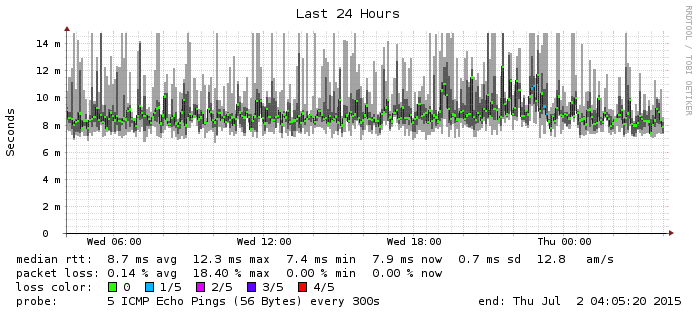 Last 24 Hours
RRDTOOL / TOBI OETIKER
Seconds
14 m
12 m
10 m
8 m
6 m
4 m
2 m
0
Wed 06:00 Wed 12:00 Wed 18:00 Thu 00:00
median rtt: 8.7 ms avg 12.3 ms max 7.4 ms min 7.9 ms now 0.7 ms sd 12.8 am/s
packet loss: 0.14 % avg 18.40 % max 0.00 % min 0.00 % now
loss color: 0 1/5 2/5 3/5 4/5
probe: 5 ICMP Echo Pings (56 Bytes) every 300s end: Thu Jul 2 04:05:20 2015